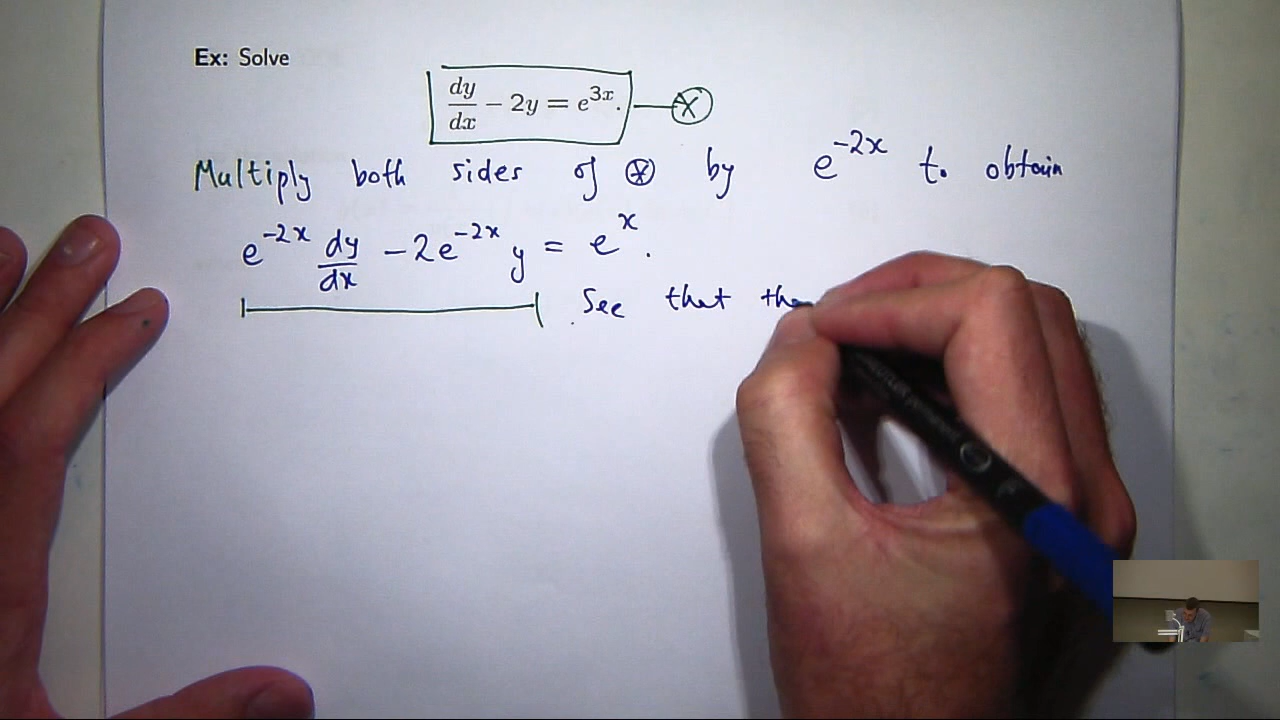 Ex: Solve
dy/dx − 2y = e^{3x}. — ⊛
Multiply both sides of ⊛ by e^{-2x} to obtain
e^{-2x} dy/dx − 2e^{-2x} y = e^x.
See that